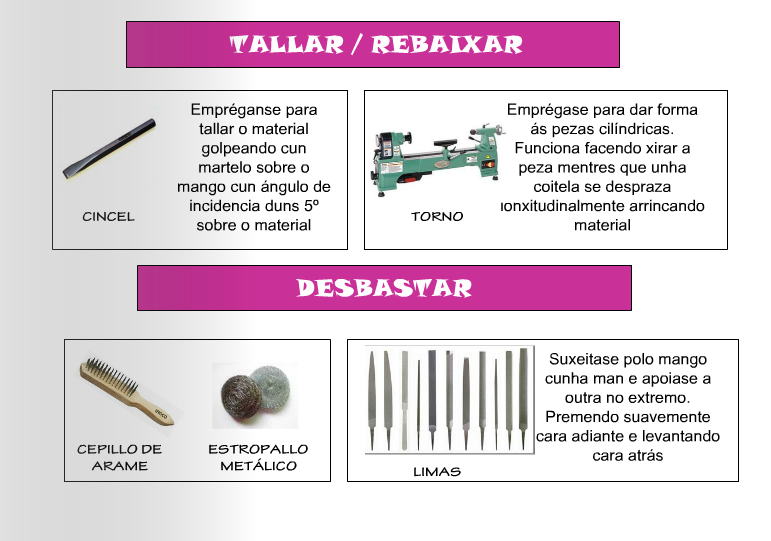 TALLAR / REBAIXAR
Empréganse para
tallar o material
golpeando cun
martelo sobre o
mango cun ángulo de
incidencia duns 5º
sobre o material
CINCEL
Emprégase para dar forma
ás pezas cilíndricas.
Funciona facendo xirar a
peza mentres que unha
coitela se despraza
lonxitudinalmente arrincando
material
TORNO
DESBASTAR
CEPILLO DE
ARAME
ESTROPALLO
METÁLICO
LIMAS
Suxeitase polo mango
cunha man e apoiase a
outra no extremo.
Premendo suavemente
cara adiante e levantando
cara atrás